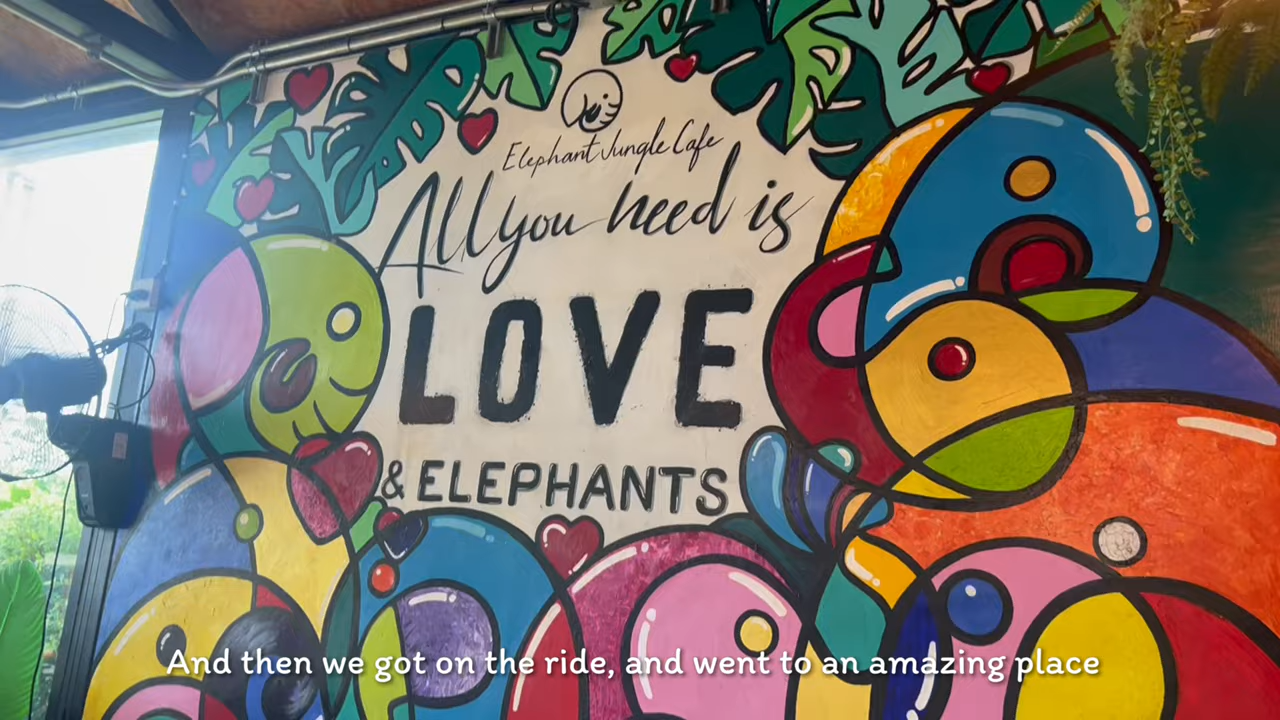 Elephant Jungle Cafe
All you need is
LOVE
& ELEPHANTS
And then we got on the ride, and went to an amazing place